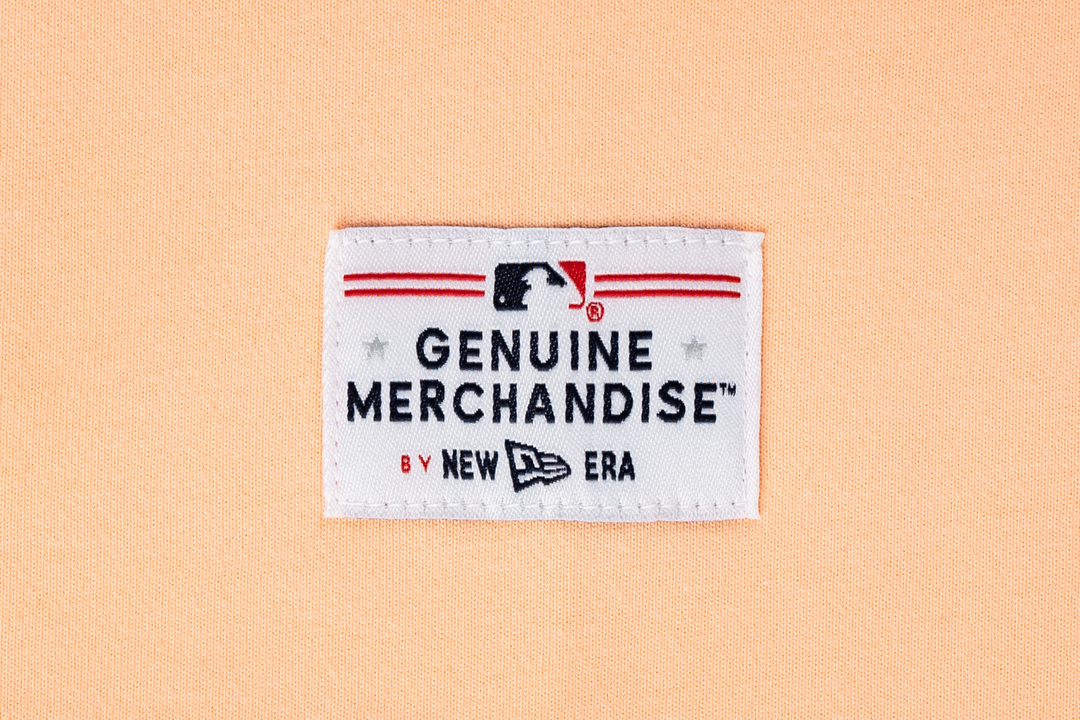 ®
GENUINE
MERCHANDISE™
BY NEW ERA